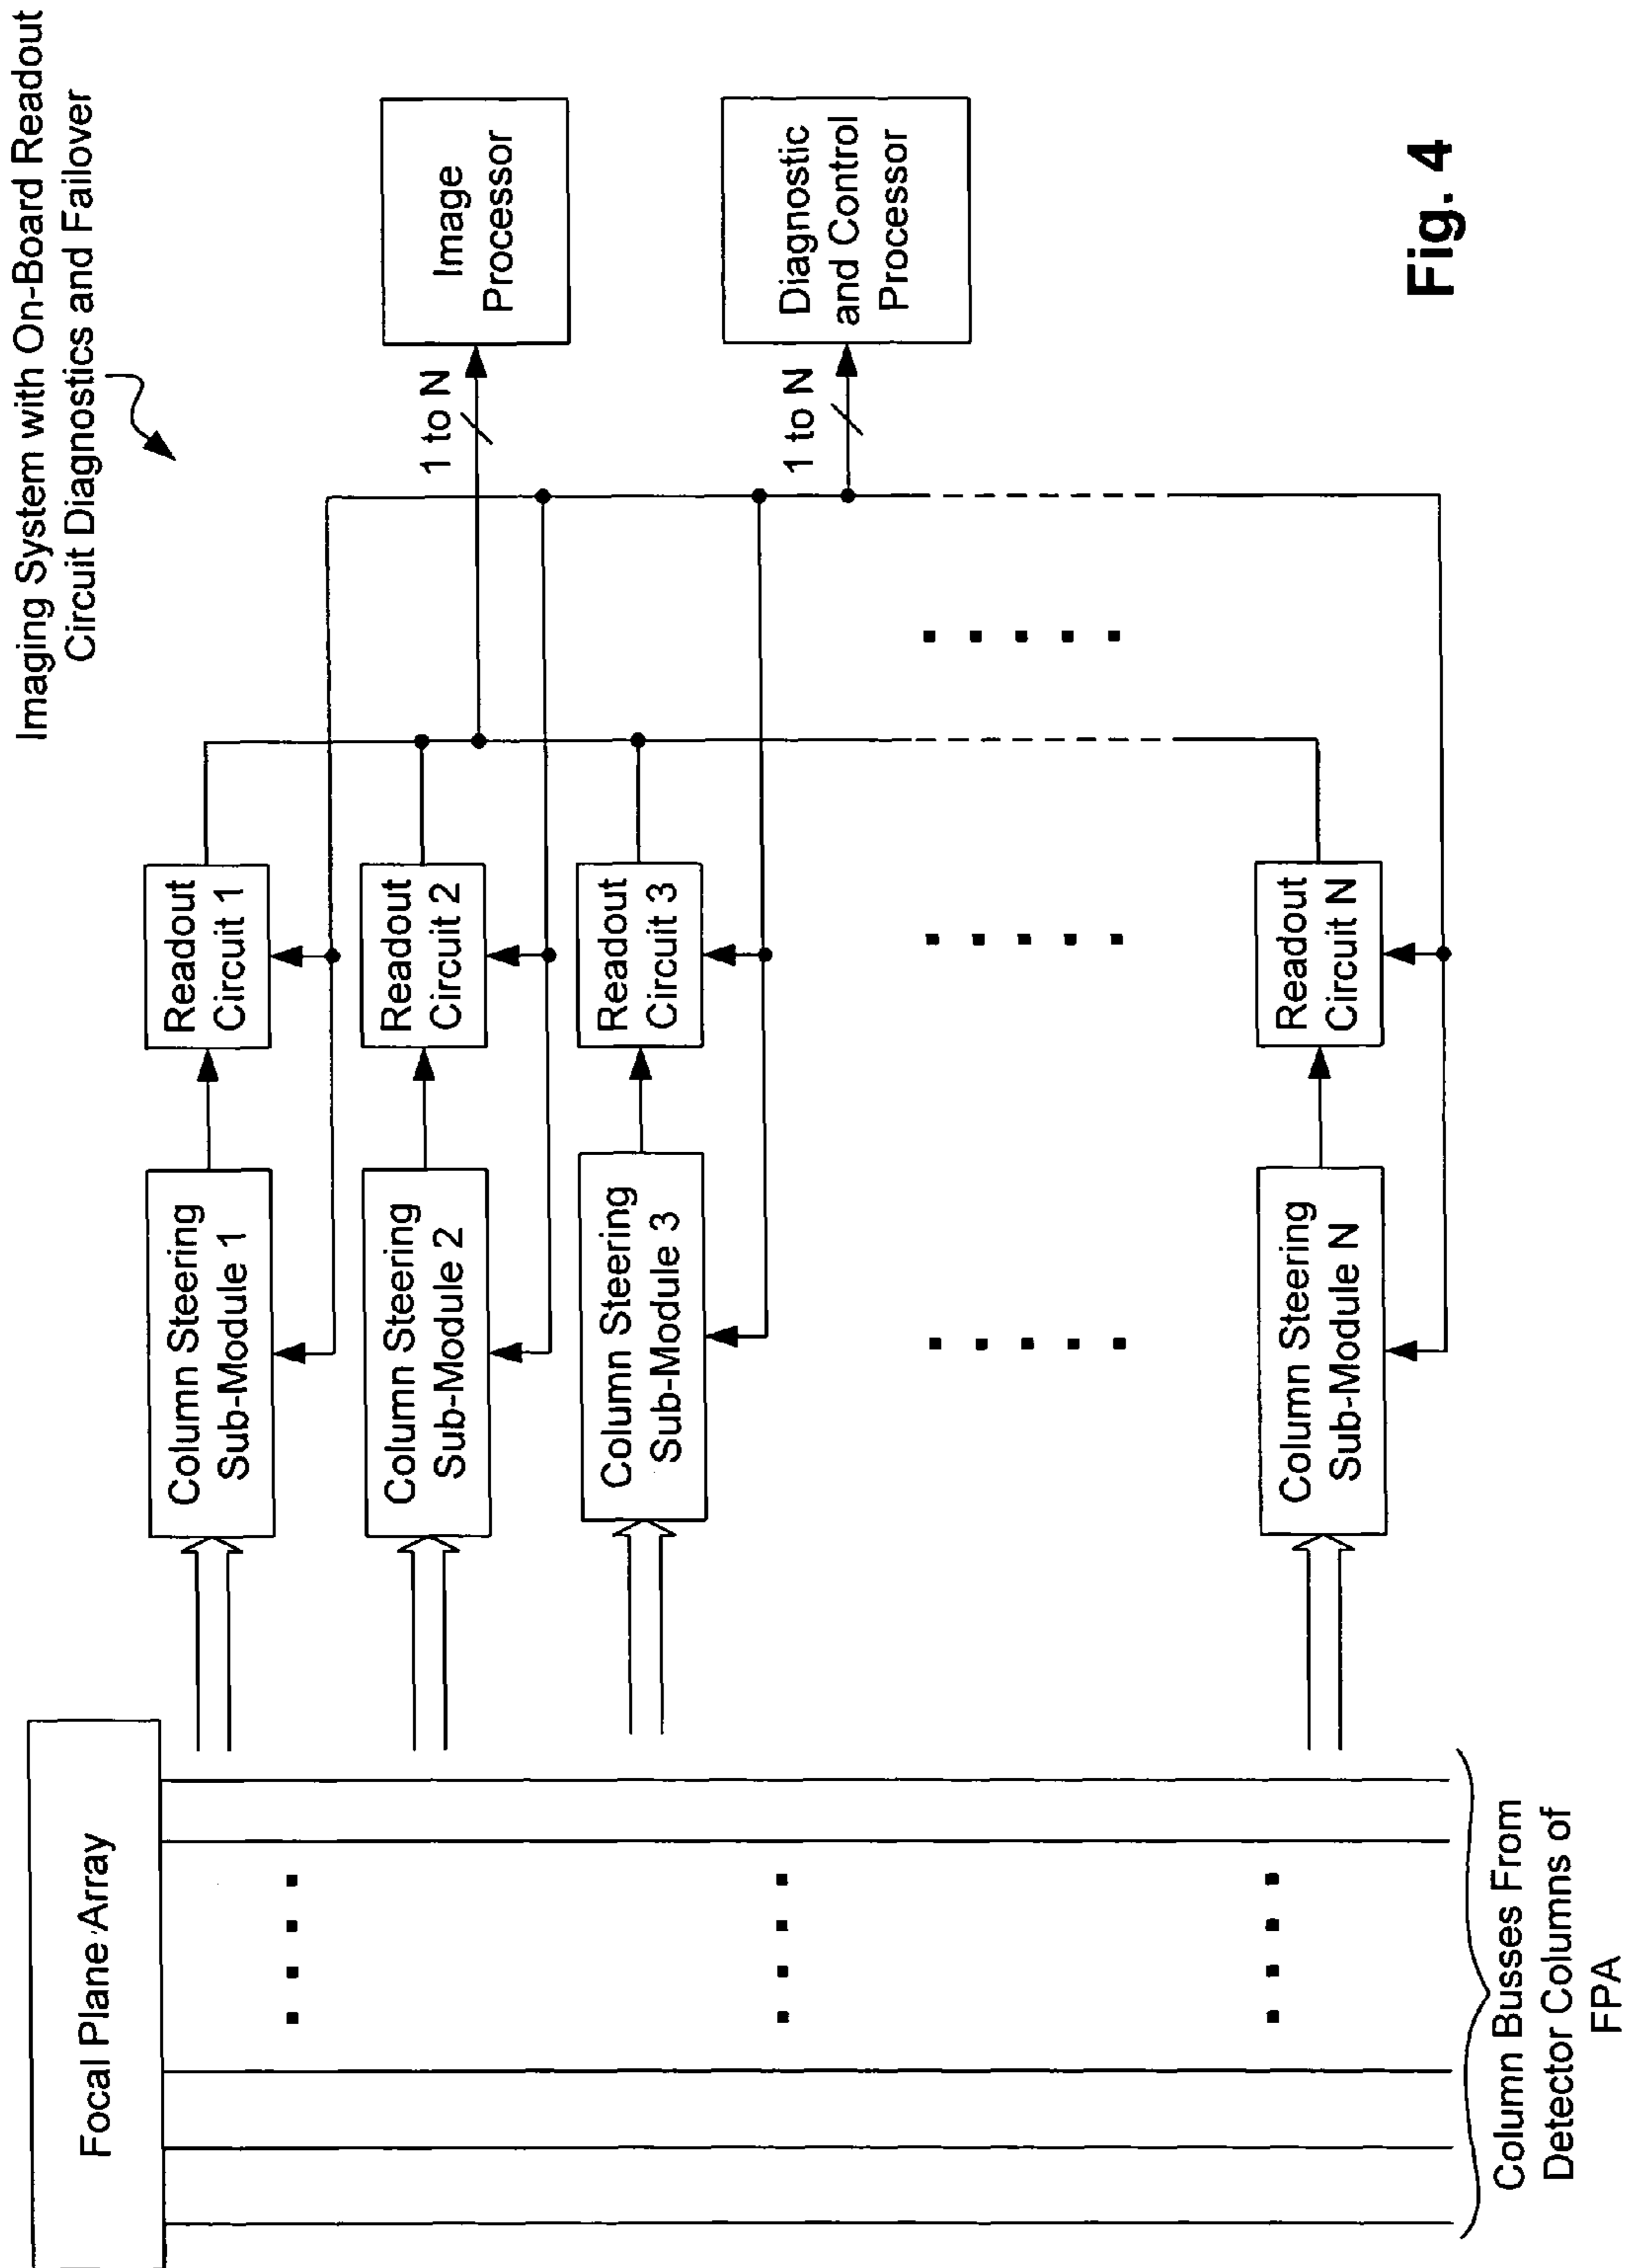 Imaging System with On-Board Readout
Circuit Diagnostics and Failover
Focal Plane Array
Column Steering
Sub-Module 1
Readout
Circuit 1
Column Steering
Sub-Module 2
Readout
Circuit 2
Column Steering
Sub-Module 3
Readout
Circuit 3
Column Steering
Sub-Module N
Readout
Circuit N
1 to N
Image
Processor
1 to N
Diagnostic
and Control
Processor
Column Busses From
Detector Columns of
FPA
Fig. 4